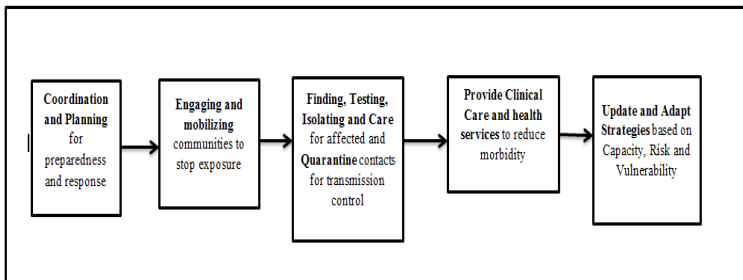 Coordination
and Planning
for
preparedness
and response
Engaging and
mobilizing
communities to
stop exposure
Finding, Testing,
Isolating and Care
for affected and
Quarantine contacts
for transmission
control
Provide Clinical
Care and health
services to reduce
morbidity
Update and Adapt
Strategies based on
Capacity, Risk and
Vulnerability